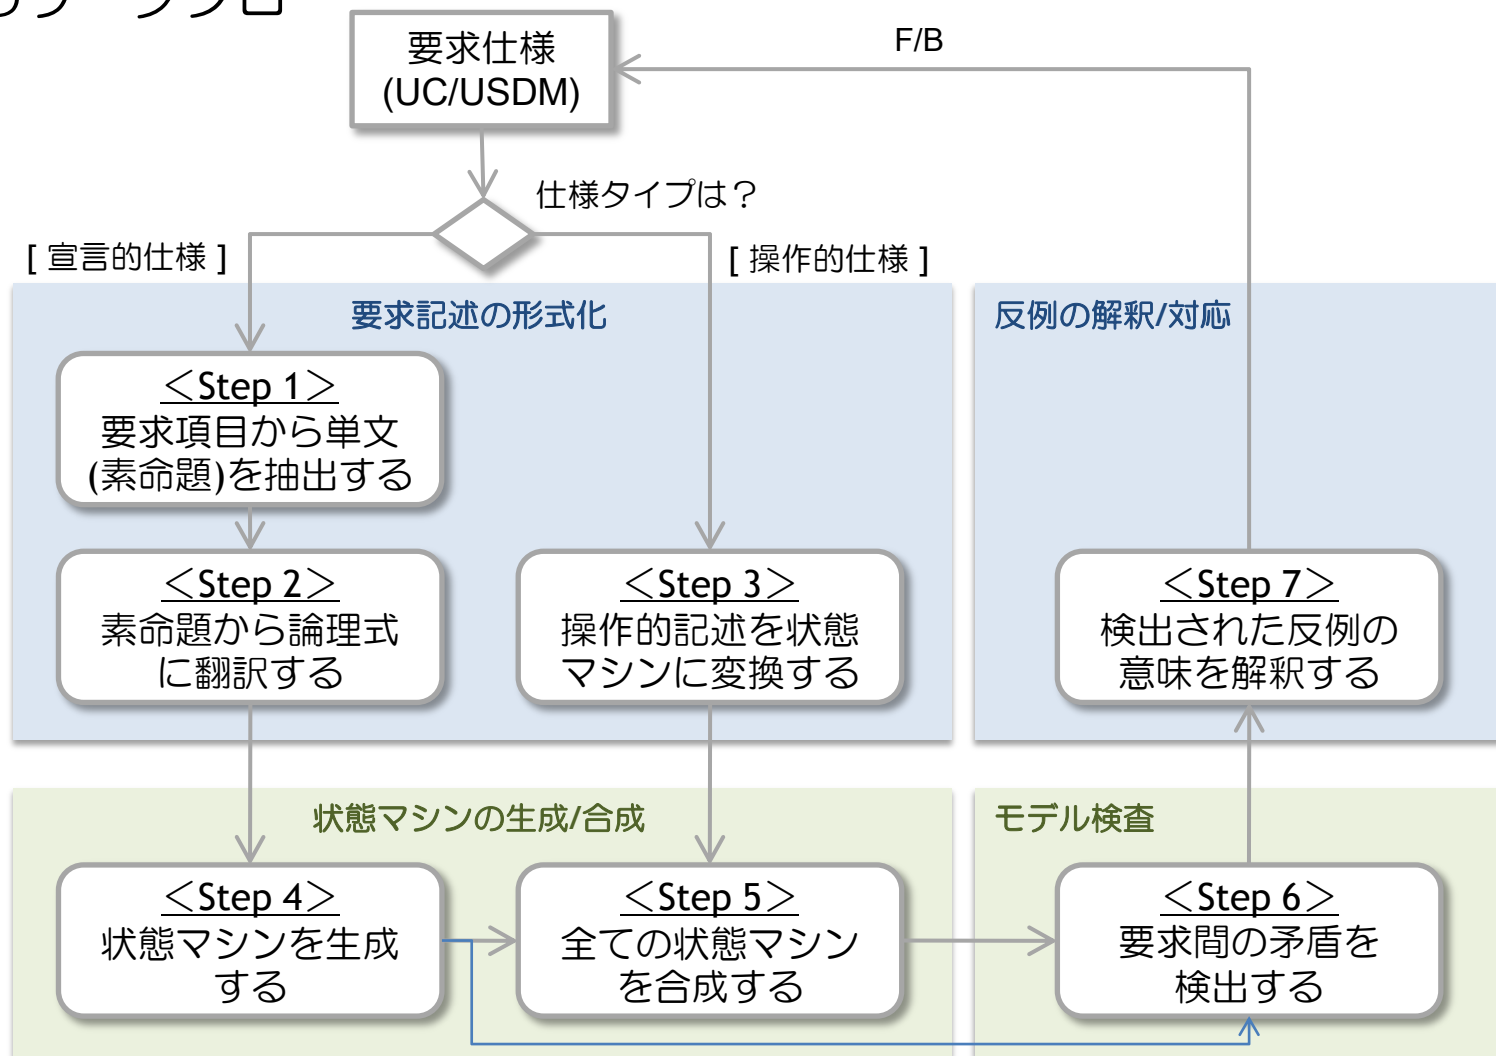 要求仕様
(UC/USDM)
F/B
仕様タイプは？
[ 宣言的仕様 ]
[ 操作的仕様 ]
要求記述の形式化
反例の解釈/対応
＜Step 1＞
要求項目から単文
(素命題)を抽出する
＜Step 2＞
素命題から論理式
に翻訳する
＜Step 3＞
操作的記述を状態
マシンに変換する
＜Step 7＞
検出された反例の
意味を解釈する
状態マシンの生成/合成
モデル検査
＜Step 4＞
状態マシンを生成
する
＜Step 5＞
全ての状態マシン
を合成する
＜Step 6＞
要求間の矛盾を
検出する